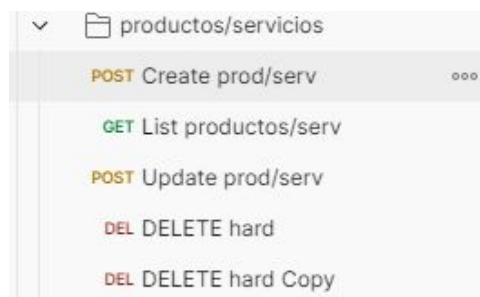 productos/servicios
POST Create prod/serv
GET List productos/serv
POST Update prod/serv
DEL DELETE hard
DEL DELETE hard Copy